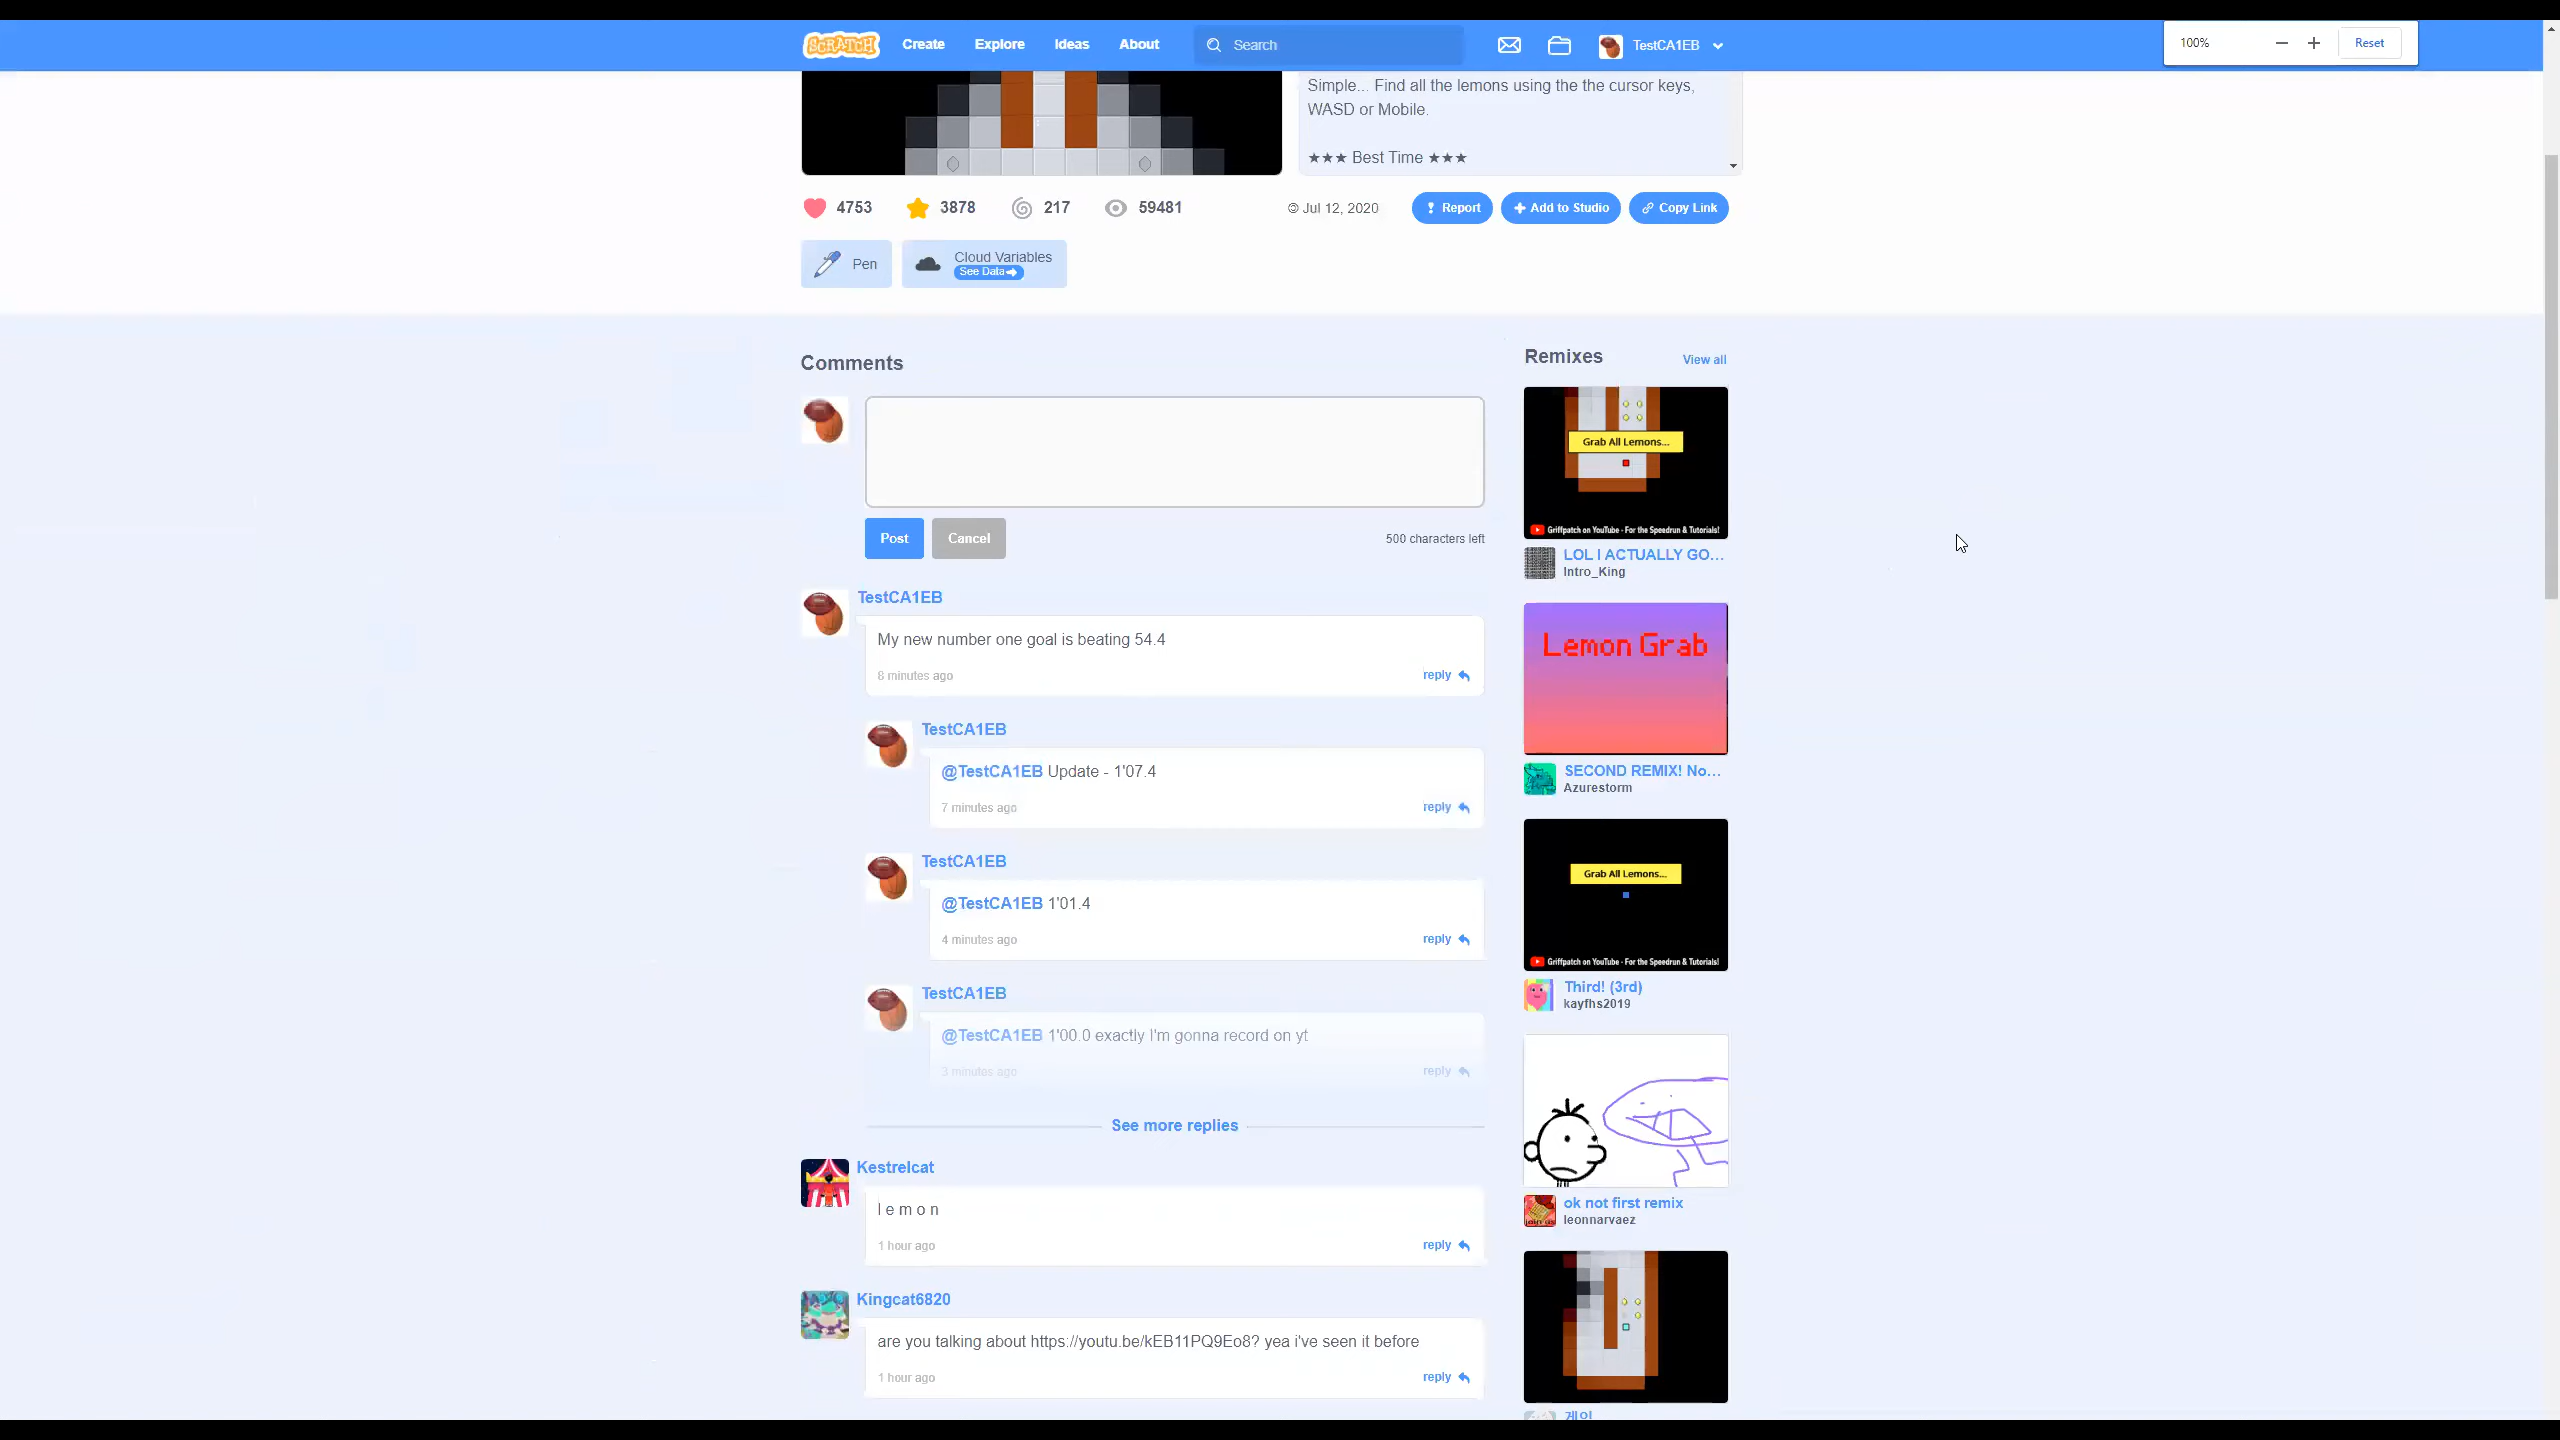 SCRATCH Create Explore Ideas About Search TestCA1EB 100% Reset
Simple... Find all the lemons using the the cursor keys,
WASD or Mobile.
★★★ Best Time ★★★
4753 3878 217 59481 © Jul 12, 2020 Report Add to Studio Copy Link
Pen
Cloud Variables
See Data
Comments
500 characters left
Post Cancel
TestCA1EB
My new number one goal is beating 54.4
8 minutes ago reply
TestCA1EB
@TestCA1EB Update - 1'07.4
7 minutes ago reply
TestCA1EB
@TestCA1EB 1'01.4
4 minutes ago reply
TestCA1EB
@TestCA1EB 1'00.0 exactly I'm gonna record on yt
3 minutes ago reply
See more replies
Kestrelcat
l e m o n
1 hour ago reply
Kingcat6820
are you talking about https://youtu.be/kEB11PQ9Eo8? yea i've seen it before
1 hour ago reply
Remixes View all
Grab All Lemons...
Griffpatch on YouTube - For the Speedrun & Tutorials!
LOL I ACTUALLY GO...
Intro_King
Lemon Grab
SECOND REMIX! No...
Azurestorm
Grab All Lemons...
Griffpatch on YouTube - For the Speedrun & Tutorials!
Third! (3rd)
kayfhs2019
ok not first remix
leonnarvaez